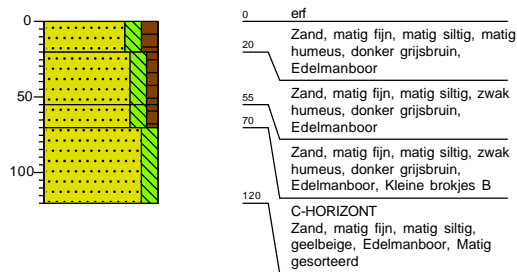 0
50
100
0
erf
Zand, matig fijn, matig siltig, matig
humeus, donker grijsbruin,
Edelmanboor
20
Zand, matig fijn, matig siltig, zwak
humeus, donker grijsbruin,
Edelmanboor
55
Zand, matig fijn, matig siltig, zwak
humeus, donker grijsbruin,
Edelmanboor, Kleine brokjes B
70
C-HORIZONT
Zand, matig fijn, matig siltig,
geelbeige, Edelmanboor, Matig
gesorteerd
120